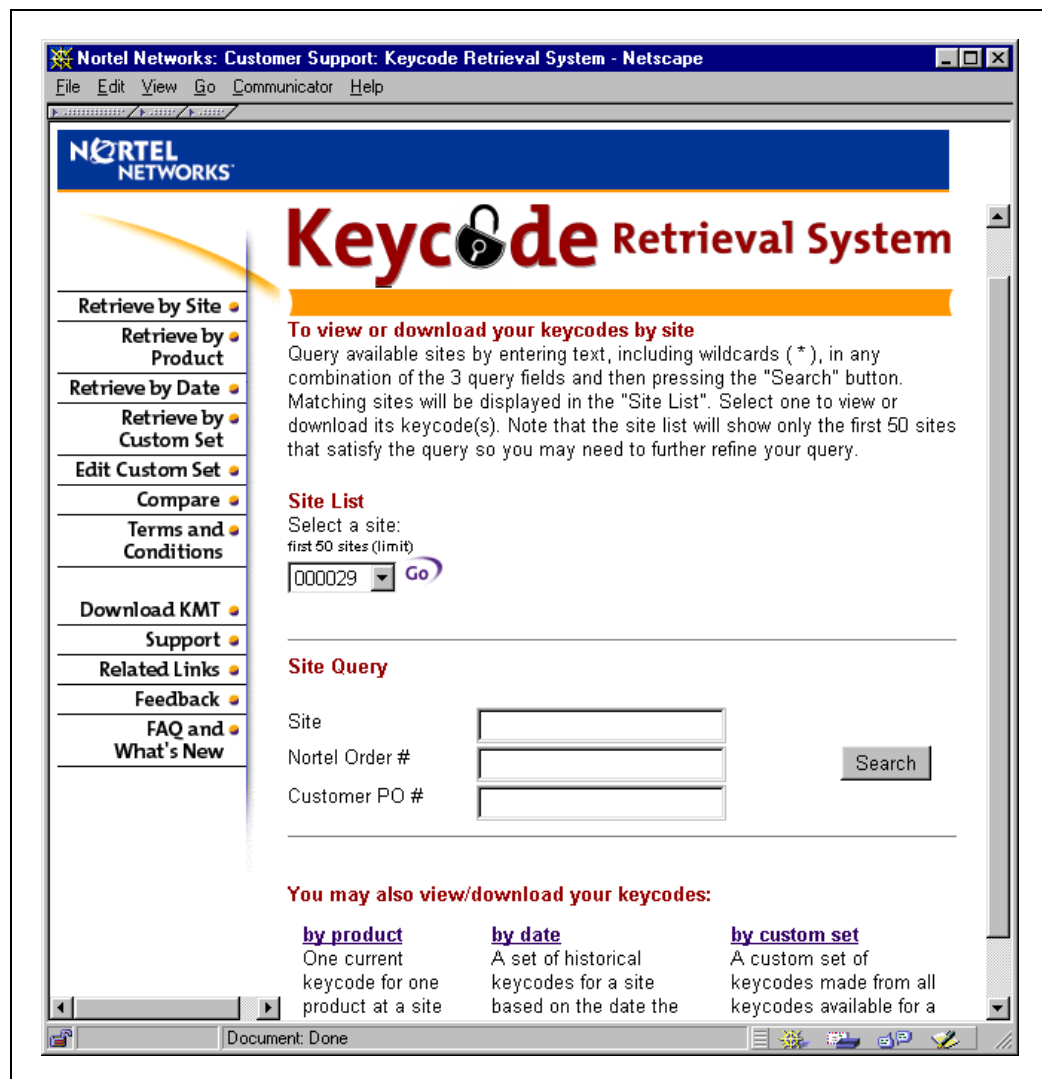 Nortel Networks: Customer Support: Keycode Retrieval System - Netscape
File Edit View Go Communicator Help
NORTEL
NETWORKS
Keycode Retrieval System
Retrieve by Site
Retrieve by
Product
Retrieve by Date
Retrieve by
Custom Set
Edit Custom Set
Compare
Terms and
Conditions
Download KMT
Support
Related Links
Feedback
FAQ and
What's New
To view or download your keycodes by site
Query available sites by entering text, including wildcards ( * ), in any
combination of the 3 query fields and then pressing the "Search" button.
Matching sites will be displayed in the "Site List". Select one to view or
download its keycode(s). Note that the site list will show only the first 50 sites
that satisfy the query so you may need to further refine your query.
Site List
Select a site:
first 50 sites (limit)
000029 Go
Site Query
Site
Nortel Order #
Search
Customer PO #
You may also view/download your keycodes:
by product by date by custom set
One current A set of historical A custom set of
keycode for one keycodes for a site keycodes made from all
product at a site based on the date the keycodes available for a
Document: Done